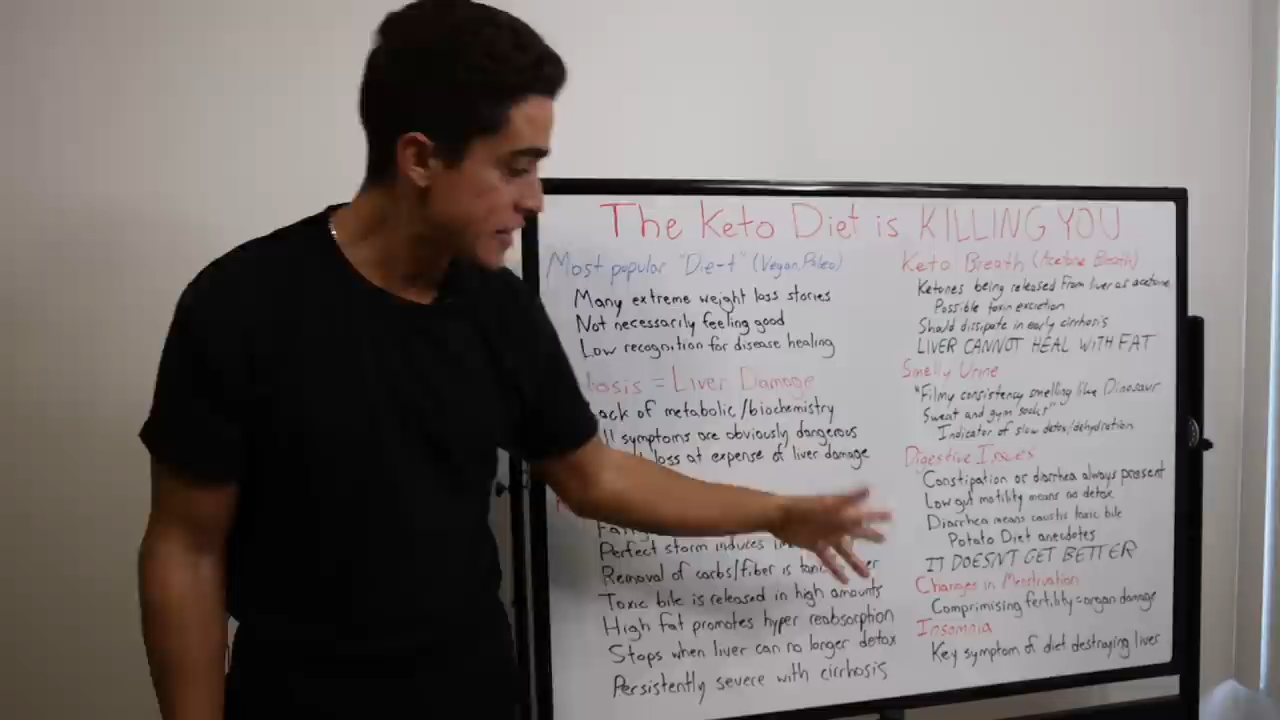 The Keto Diet is KILLING YOU
Most popular "Die-t" (Vegan, Paleo)
Many extreme weight loss stories
Not necessarily feeling good
Low recognition for disease healing
= Liver Damage
of metabolic/biochemistry
symptoms are obviously dangerous
loss at expense of liver damage
Perfect storm induces
Removal of carbs/fiber is
Toxic bile is released in high amounts
High fat promotes hyper reabsorption
Stops when liver can no longer detox
Persistently severe with cirrhosis
Keto Breath (Acetone Breath)
Ketones being released from liver as acetone
Possible toxin excretion
Should dissipate in early cirrhosis
LIVER CANNOT HEAL WITH FAT
Smelly Urine
"Filmy consistency smelling like Dinosaur
Sweat and gym socks"
Indicator of slow detox/dehydration
Digestive Issues
Constipation or diarrhea always present
Low gut motility means no detox
Diarrhea means caustic toxic bile
Potato Diet anecdotes
IT DOESN'T GET BETTER
Changes in Menstruation
Comprimising fertility=organ damage
Insomnia
Key symptom of diet destroying liver